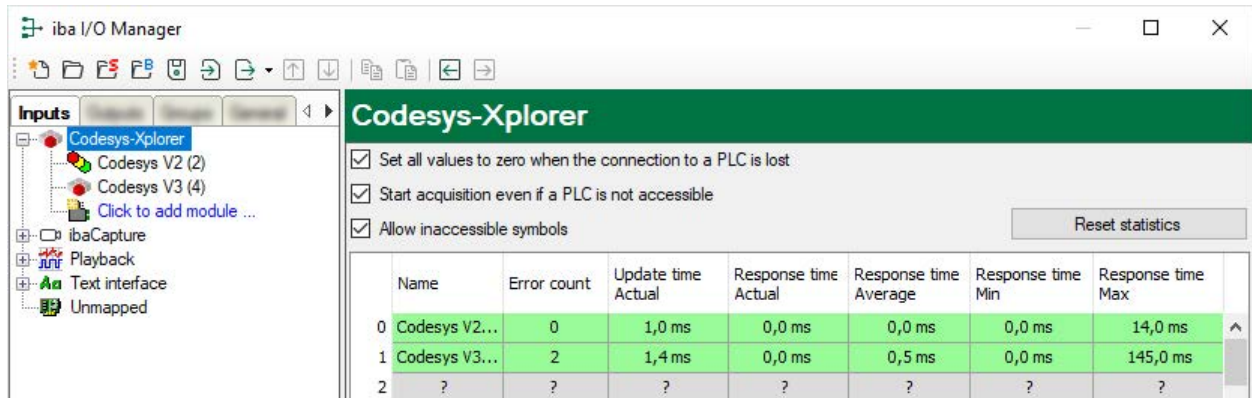 iba I/O Manager
Inputs
Codesys-Xplorer
Codesys V2 (2)
Codesys V3 (4)
Click to add module ...
ibaCapture
Playback
Text interface
Unmapped
Codesys-Xplorer
Set all values to zero when the connection to a PLC is lost
Start acquisition even if a PLC is not accessible
Allow inaccessible symbols
Reset statistics
Name Error count Update time Actual Response time Actual Response time Average Response time Min Response time Max
0 Codesys V2... 0 1,0 ms 0,0 ms 0,0 ms 0,0 ms 14,0 ms
1 Codesys V3... 2 1,4 ms 0,0 ms 0,5 ms 0,0 ms 145,0 ms
2 ? ? ? ? ? ? ?